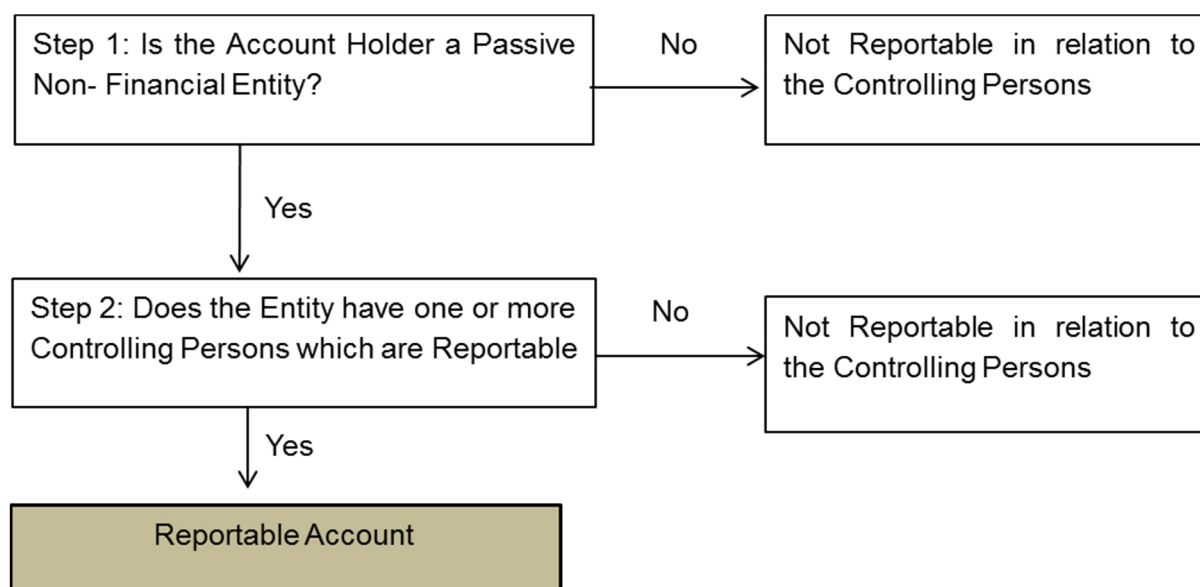 Step 1: Is the Account Holder a Passive
Non- Financial Entity?
No
Not Reportable in relation to
the Controlling Persons
Yes
Step 2: Does the Entity have one or more
Controlling Persons which are Reportable
No
Not Reportable in relation to
the Controlling Persons
Yes
Reportable Account